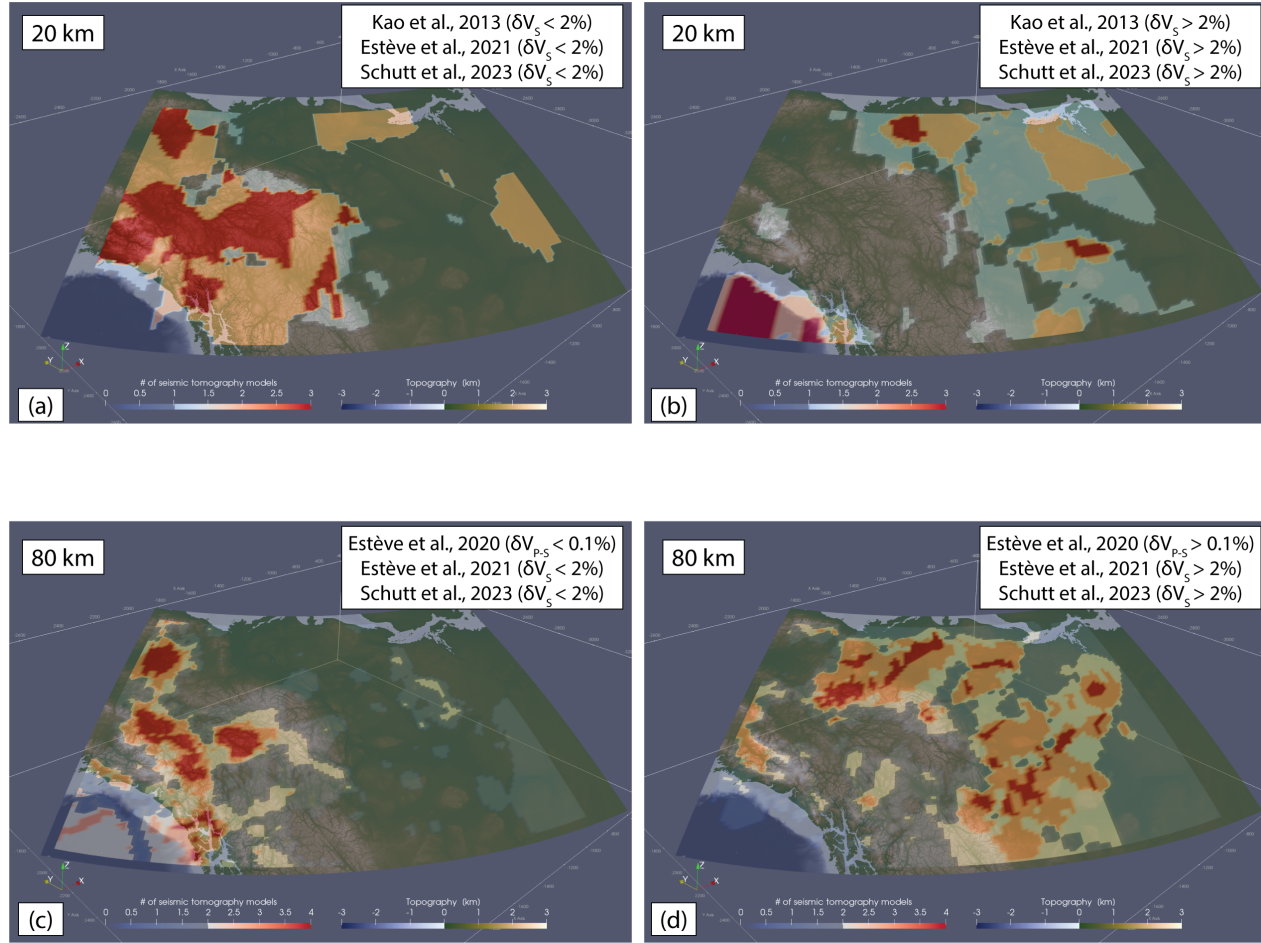 20 km
Kao et al., 2013 (δVS < 2%)
Estève et al., 2021 (δVS < 2%)
Schutt et al., 2023 (δVS < 2%)
X Axis
Z
Y
X
# of seismic tomography models
0 0.5 1 1.5 2 2.5 3
Topography (km)
-3 -2 -1 0 1 2 3
(a)
20 km
Kao et al., 2013 (δVS > 2%)
Estève et al., 2021 (δVS > 2%)
Schutt et al., 2023 (δVS > 2%)
X Axis
Z
Y
X
# of seismic tomography models
0 0.5 1 1.5 2 2.5 3
Topography (km)
-3 -2 -1 0 1 2 3
(b)
80 km
Estève et al., 2020 (δVP-S < 0.1%)
Estève et al., 2021 (δVS < 2%)
Schutt et al., 2023 (δVS < 2%)
X Axis
Z
Y
X
# of seismic tomography models
0 0.5 1 1.5 2 2.5 3 3.5 4
Topography (km)
-3 -2 -1 0 1 2 3
(c)
80 km
Estève et al., 2020 (δVP-S > 0.1%)
Estève et al., 2021 (δVS > 2%)
Schutt et al., 2023 (δVS > 2%)
X Axis
Z
Y
X
# of seismic tomography models
0 0.5 1 1.5 2 2.5 3 3.5 4
Topography (km)
-3 -2 -1 0 1 2 3
(d)